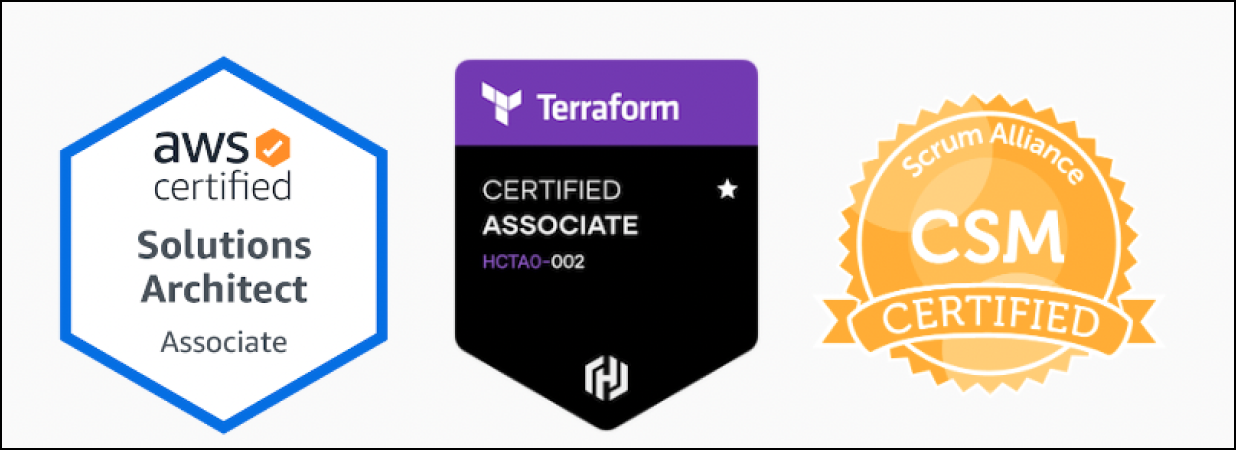 aws
certified
Solutions
Architect
Associate
Terraform
CERTIFIED
ASSOCIATE
HCTA0-002
Scrum Alliance
CSM
CERTIFIED